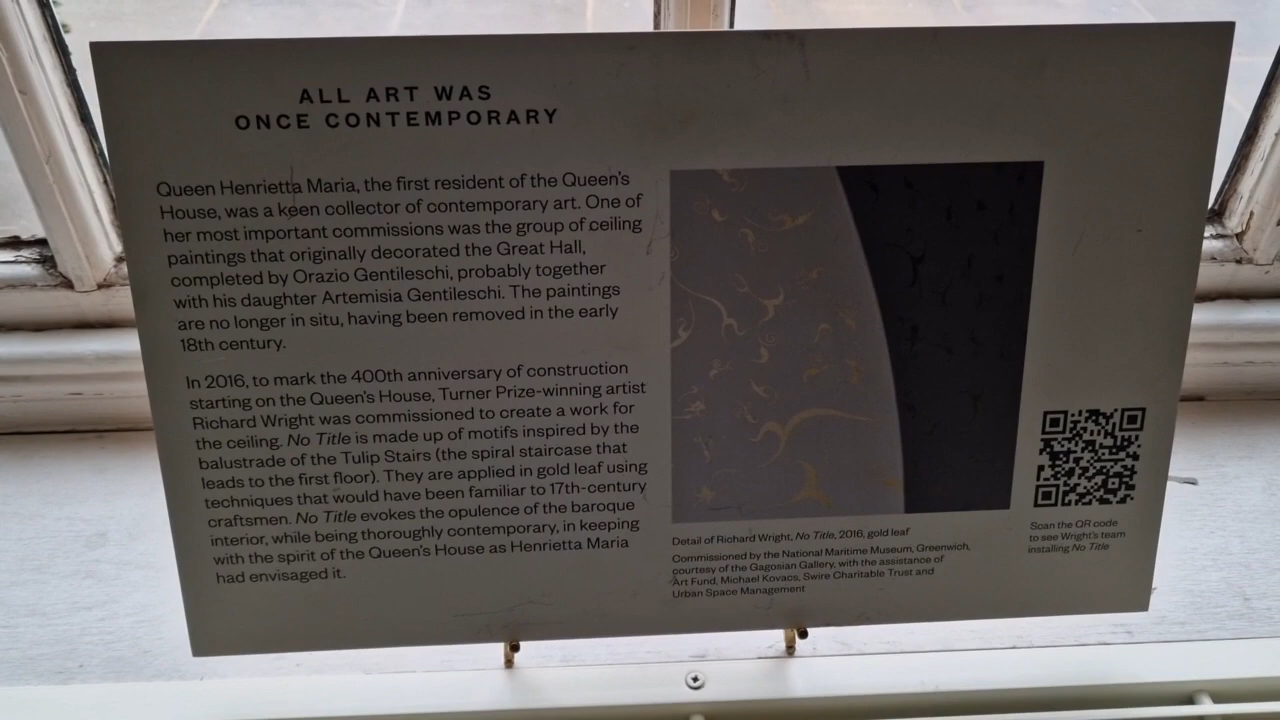 ALL ART WAS
ONCE CONTEMPORARY
Queen Henrietta Maria, the first resident of the Queen's
House, was a keen collector of contemporary art. One of
her most important commissions was the group of ceiling
paintings that originally decorated the Great Hall,
completed by Orazio Gentileschi, probably together
with his daughter Artemisia Gentileschi. The paintings
are no longer in situ, having been removed in the early
18th century.
In 2016, to mark the 400th anniversary of construction
starting on the Queen's House, Turner Prize-winning artist
Richard Wright was commissioned to create a work for
the ceiling. No Title is made up of motifs inspired by the
balustrade of the Tulip Stairs (the spiral staircase that
leads to the first floor). They are applied in gold leaf using
techniques that would have been familiar to 17th-century
craftsmen. No Title evokes the opulence of the baroque
interior, while being thoroughly contemporary, in keeping
with the spirit of the Queen's House as Henrietta Maria
had envisaged it.
Detail of Richard Wright, No Title, 2016, gold leaf
Commissioned by the National Maritime Museum, Greenwich,
courtesy of the Gagosian Gallery, with the assistance of
Art Fund, Michael Kovacs, Swire Charitable Trust and
Urban Space Management
Scan the QR code
to see Wright's team
installing No Title